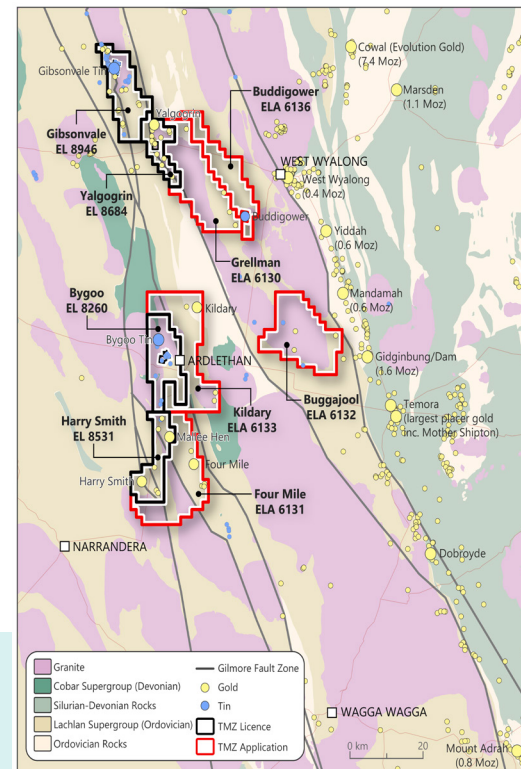 Cowal (Evolution Gold)
(7.4 Moz)
Gibsonvale Tin
Marsden
(1.1 Moz)
Buddigower
ELA 6136
Yalgogrin
Gibsonvale
EL 8946
WEST WYALONG
West Wyalong
(0.4 Moz)
Yalgogrin
EL 8684
Buddigower
Yiddah
(0.6 Moz)
Grellman
ELA 6130
Bygoo
EL 8260
Mandamah
(0.6 Moz)
Kildary
Bygoo Tin
ARDLETHAN
Gidginburg/Dam
(1.6 Moz)
Buggajool
ELA 6132
Kildary
ELA 6133
Temora
(largest placer gold
inc. Mother Shipton)
Harry Smith
EL 8531
Mallee Hen
Four Mile
Harry Smith
Four Mile
ELA 6131
NARRANDERA
Dobroyde
Granite
Cobar Supergroup (Devonian)
Silurian-Devonian Rocks
Lachlan Supergroup (Ordovician)
Ordovician Rocks
Gilmore Fault Zone
Gold
Tin
TMZ Licence
TMZ Application
WAGGA WAGGA
0 km 20
Mount Adrah
(0.8 Moz)